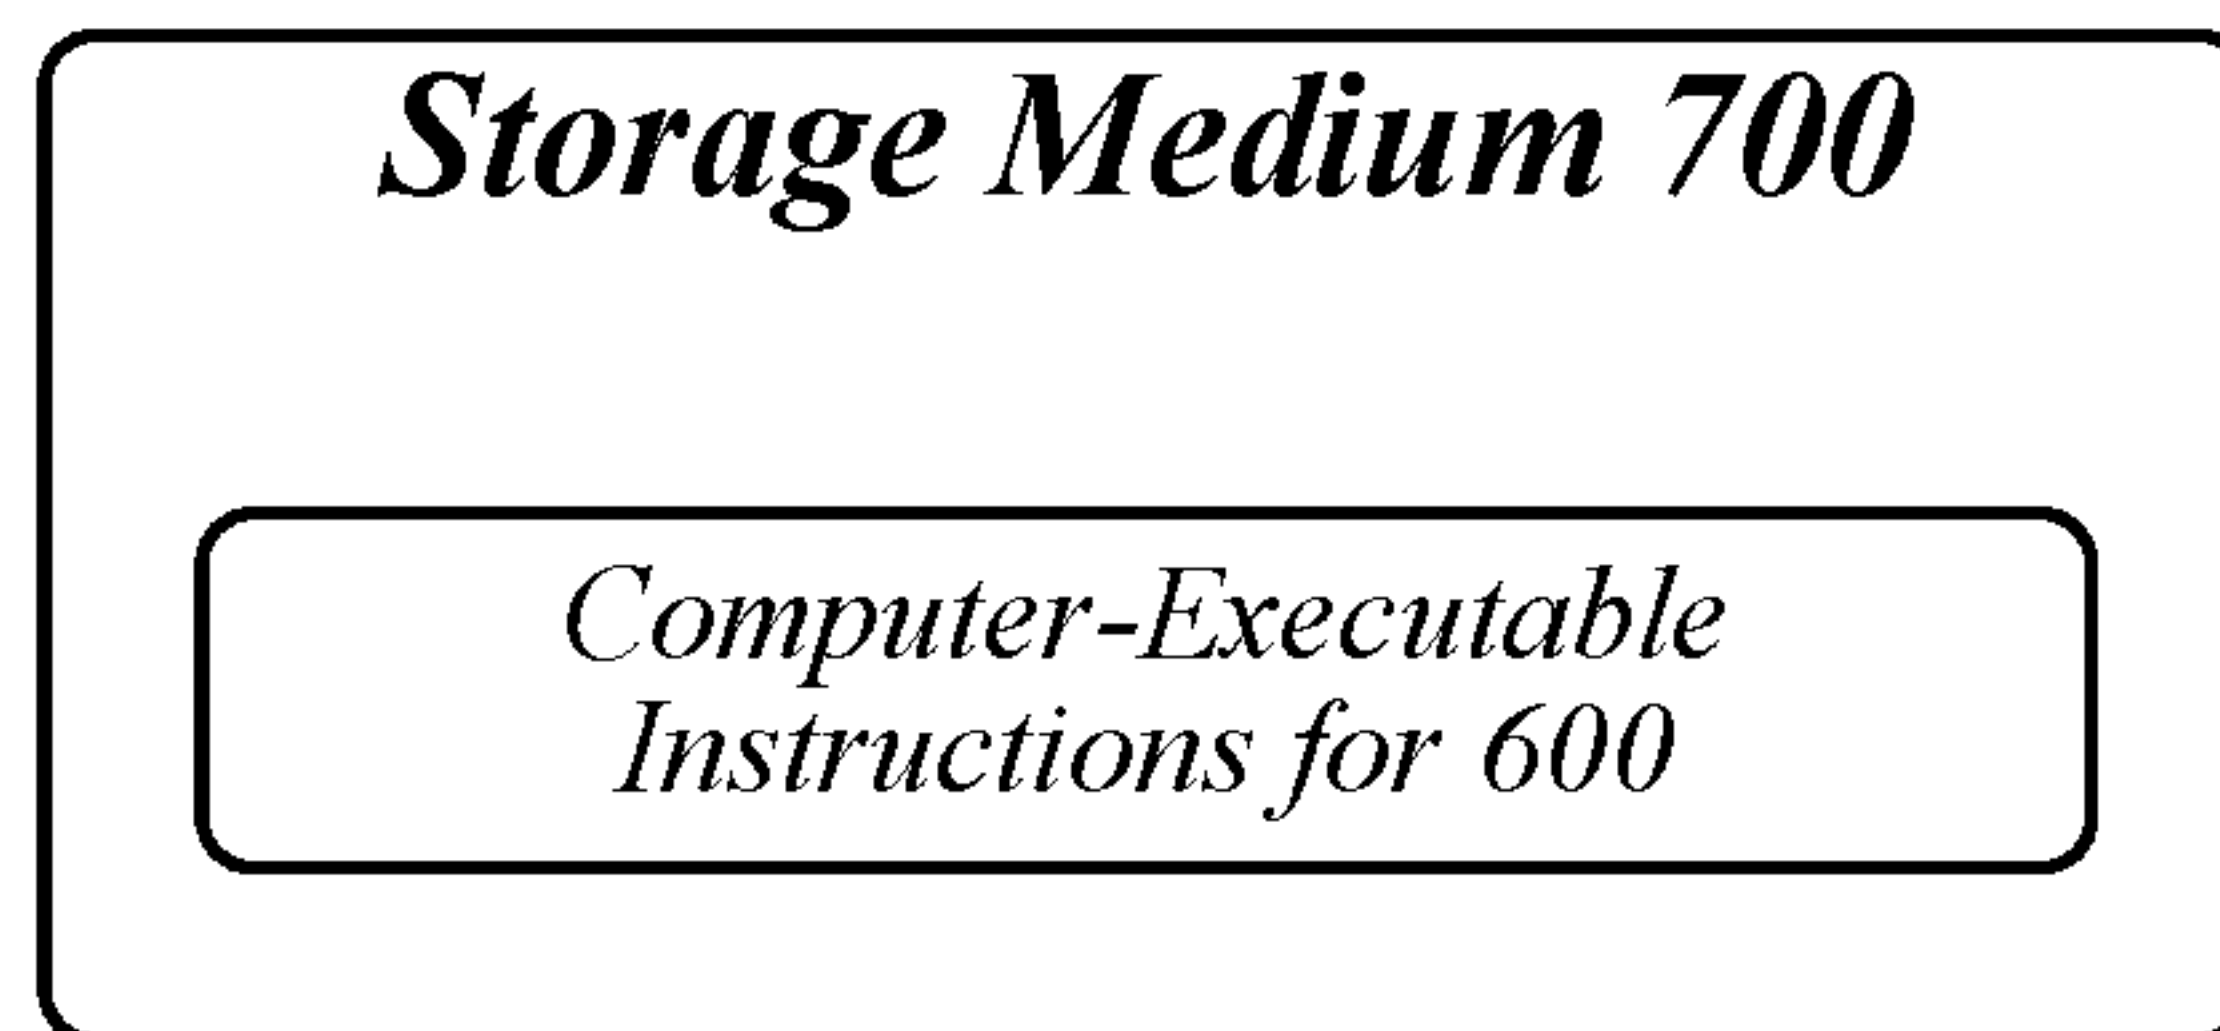 Storage Medium 700
Computer-Executable
Instructions for 600